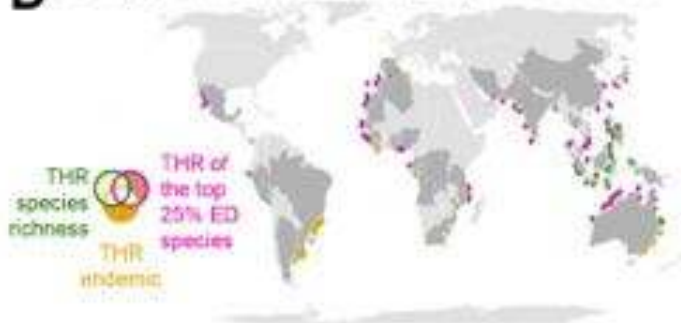 D
THR
species
richness
THR of
the top
25% ED
species
THR
endemic